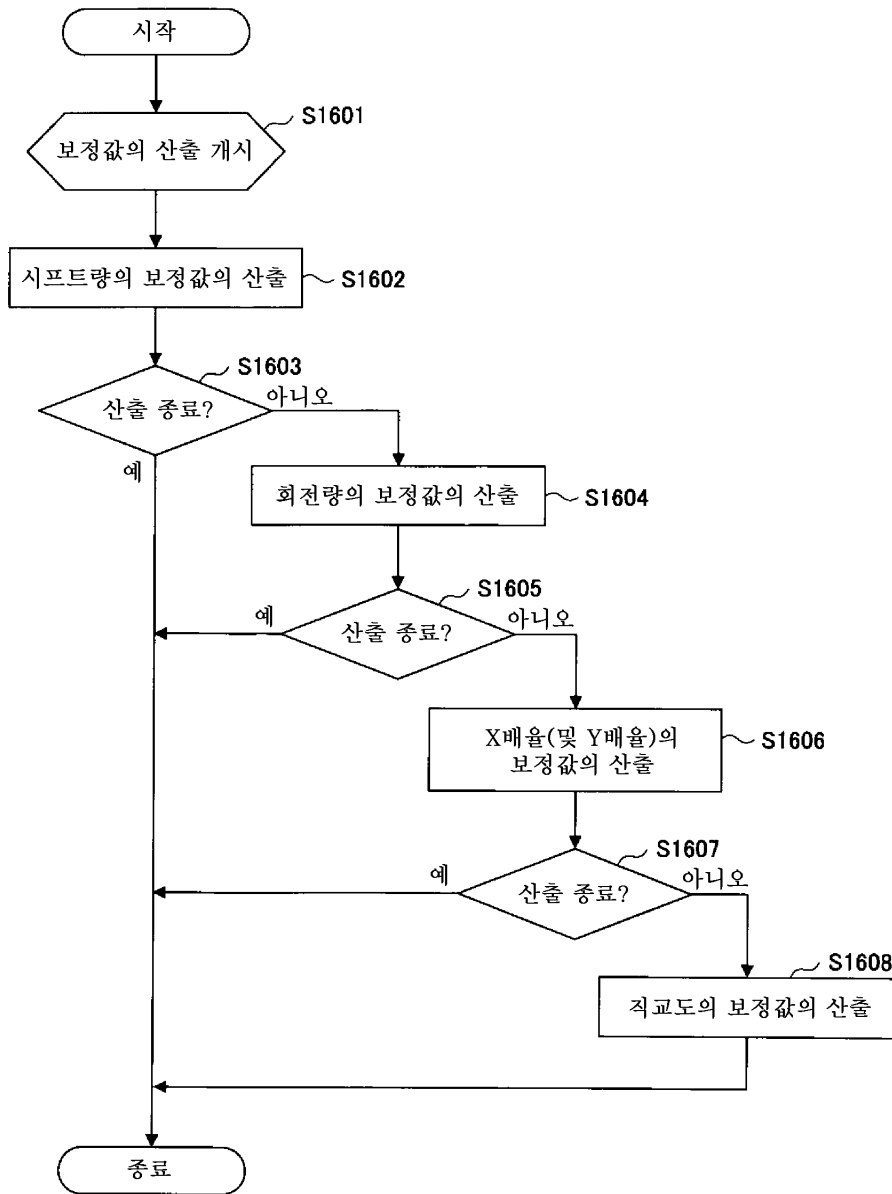 시작
S1601
보정값의 산출 개시
시프트량의 보정값의 산출
S1602
S1603
산출 종료?
아니오
예
회전량의 보정값의 산출
S1604
S1605
예
산출 종료?
아니오
X배율(및 Y배율)의
보정값의 산출
S1606
S1607
예
산출 종료?
아니오
S1608
직교도의 보정값의 산출
종료